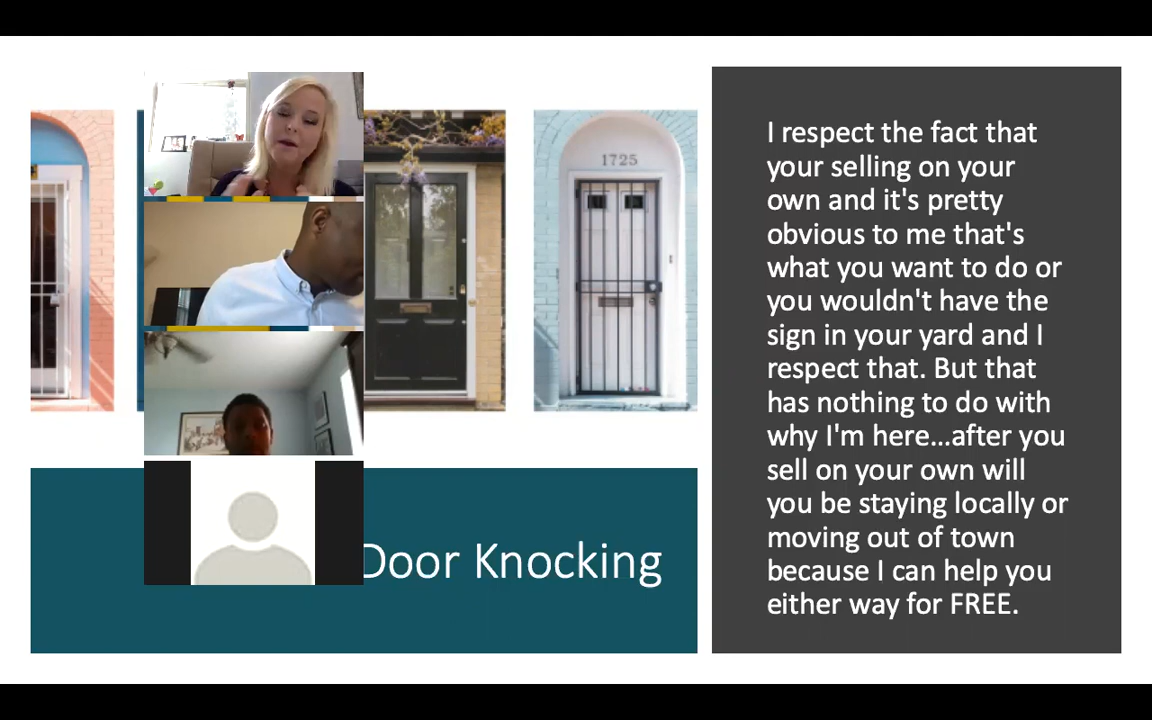 1725
Door Knocking
I respect the fact that
your selling on your
own and it's pretty
obvious to me that's
what you want to do or
you wouldn't have the
sign in your yard and I
respect that. But that
has nothing to do with
why I'm here...after you
sell on your own will
you be staying locally or
moving out of town
because I can help you
either way for FREE.